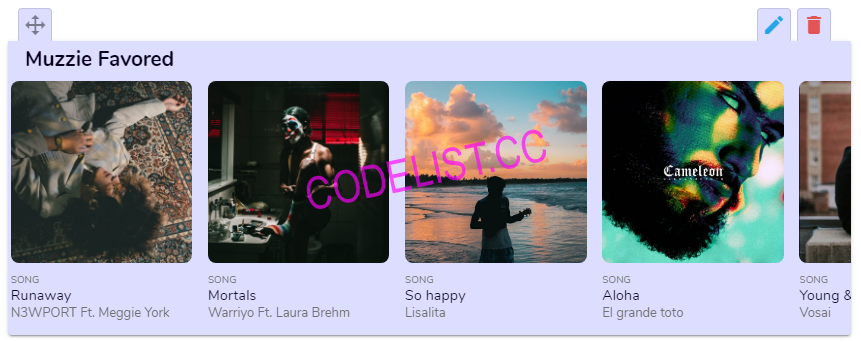 Muzzie Favored
CODELIST.CC
Cameleon
SONG
Runaway
N3WPORT Ft. Meggie York
SONG
Mortals
Warriyo Ft. Laura Brehm
SONG
So happy
Lisalita
SONG
Aloha
El grande toto
SONG
Young &
Vosai